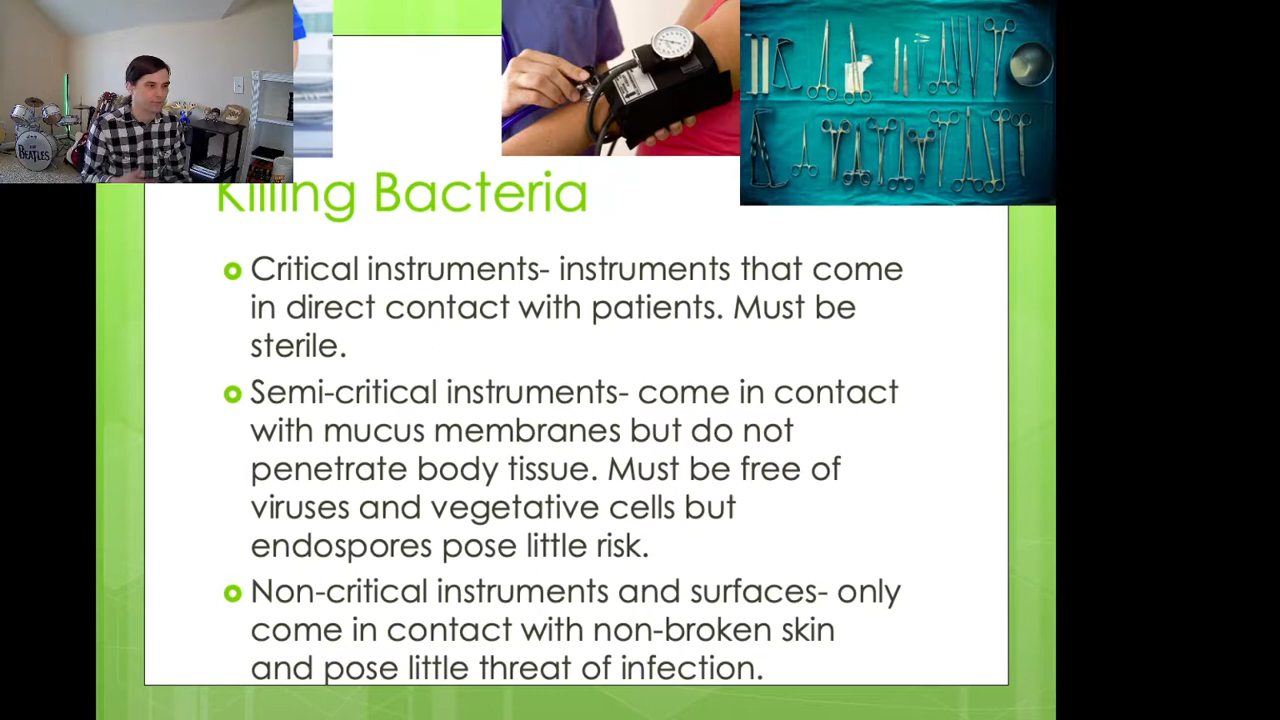 THE
BEATLES
Killing Bacteria
Critical instruments- instruments that come
in direct contact with patients. Must be
sterile.
Semi-critical instruments- come in contact
with mucus membranes but do not
penetrate body tissue. Must be free of
viruses and vegetative cells but
endospores pose little risk.
Non-critical instruments and surfaces- only
come in contact with non-broken skin
and pose little threat of infection.